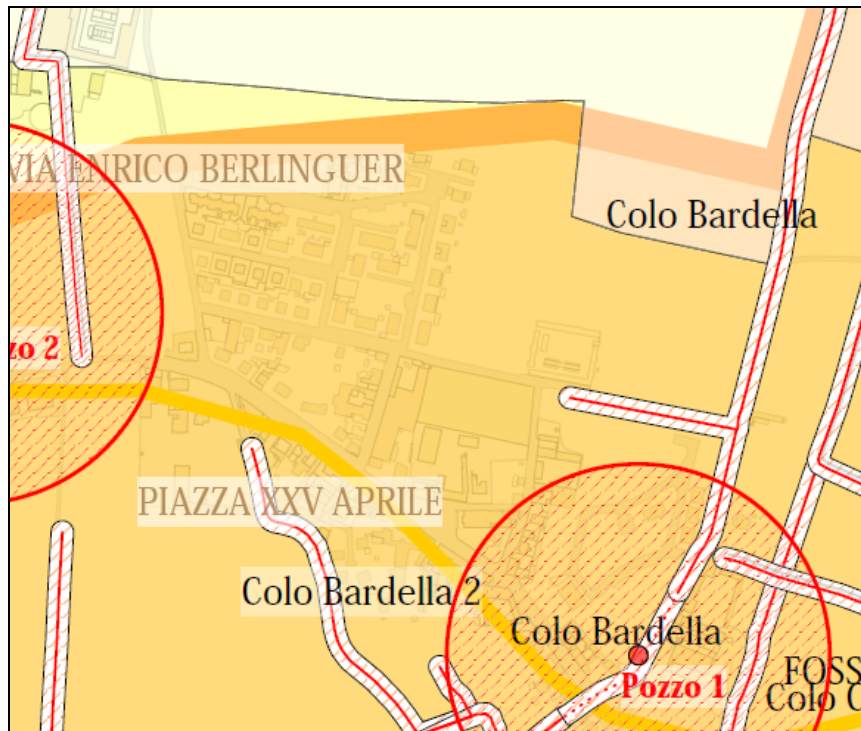 VIA ENRICO BERLINGUER
Colo Bardella
zo 2
PIAZZA XXV APRILE
Colo Bardella 2
Colo Bardella
Pozzo 1
FOSS
Colo C